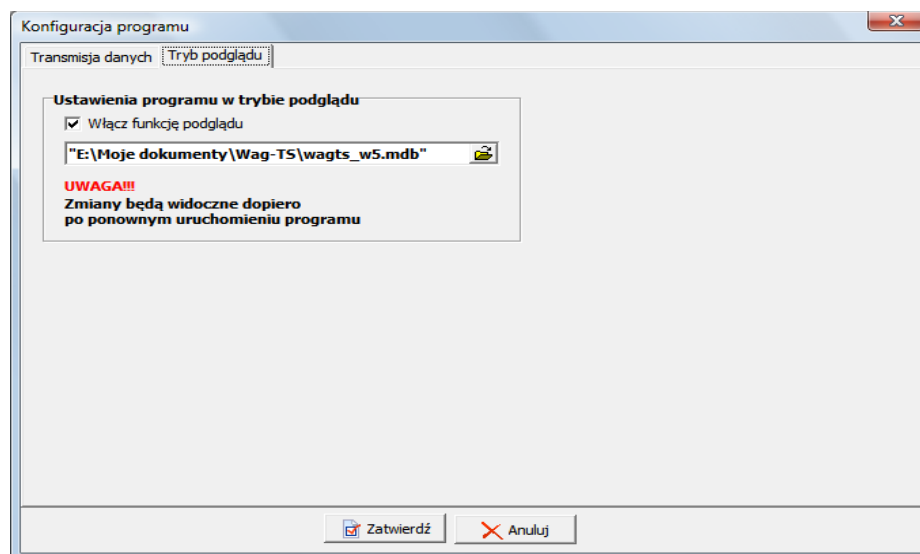 Konfiguracja programu
Transmisja danych Tryb podglądu
Ustawienia programu w trybie podglądu
Włącz funkcję podglądu
"E:\Moje dokumenty\Wag-TS\wagts_w5.mdb"
UWAGA!!!
Zmiany będą widoczne dopiero
po ponownym uruchomieniu programu
Zatwierdź Anuluj